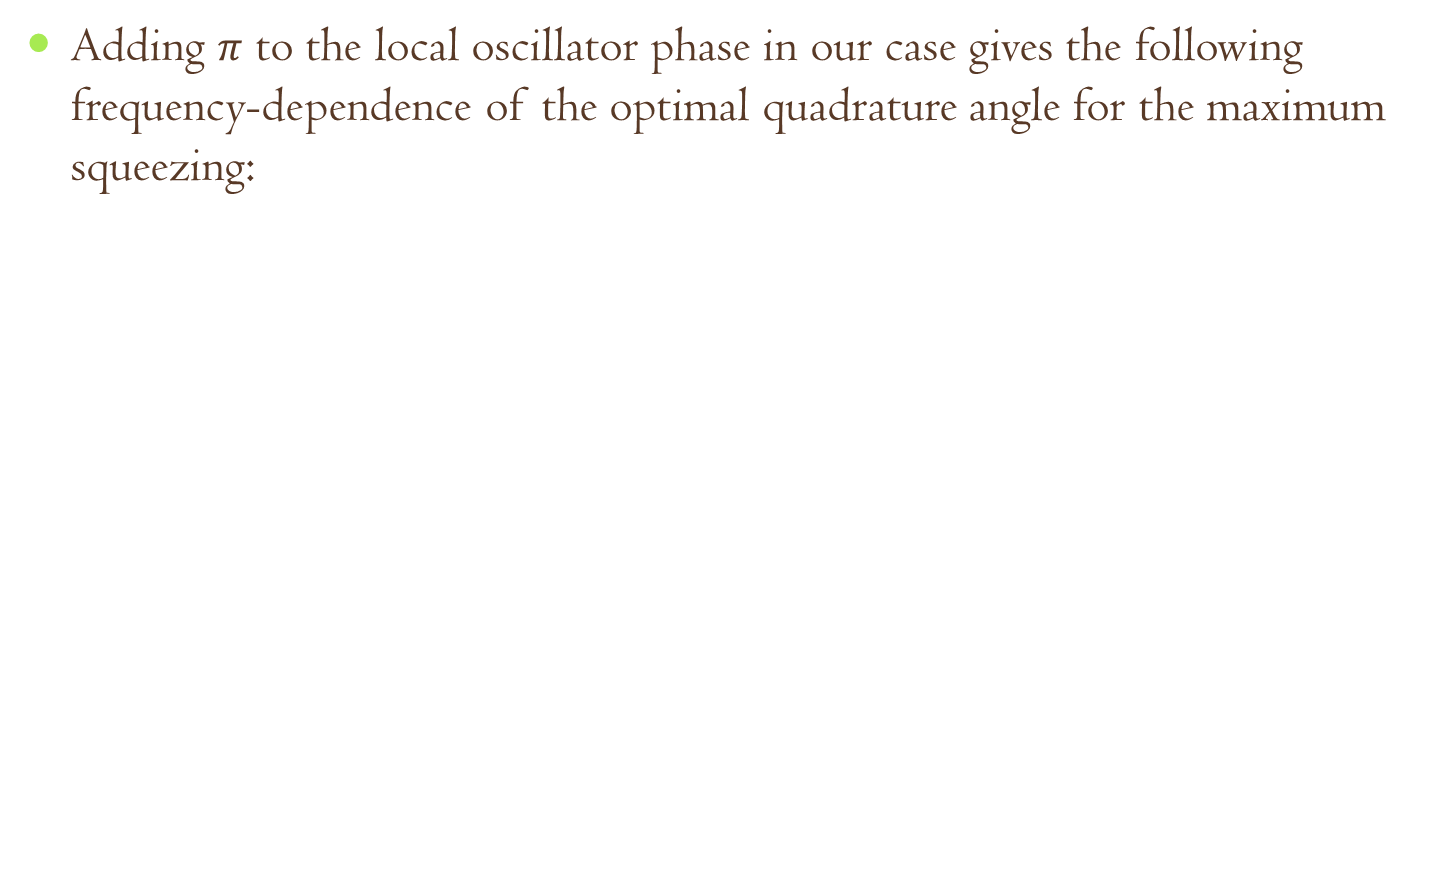 Adding π to the local oscillator phase in our case gives the following
frequency-dependence of the optimal quadrature angle for the maximum
squeezing: